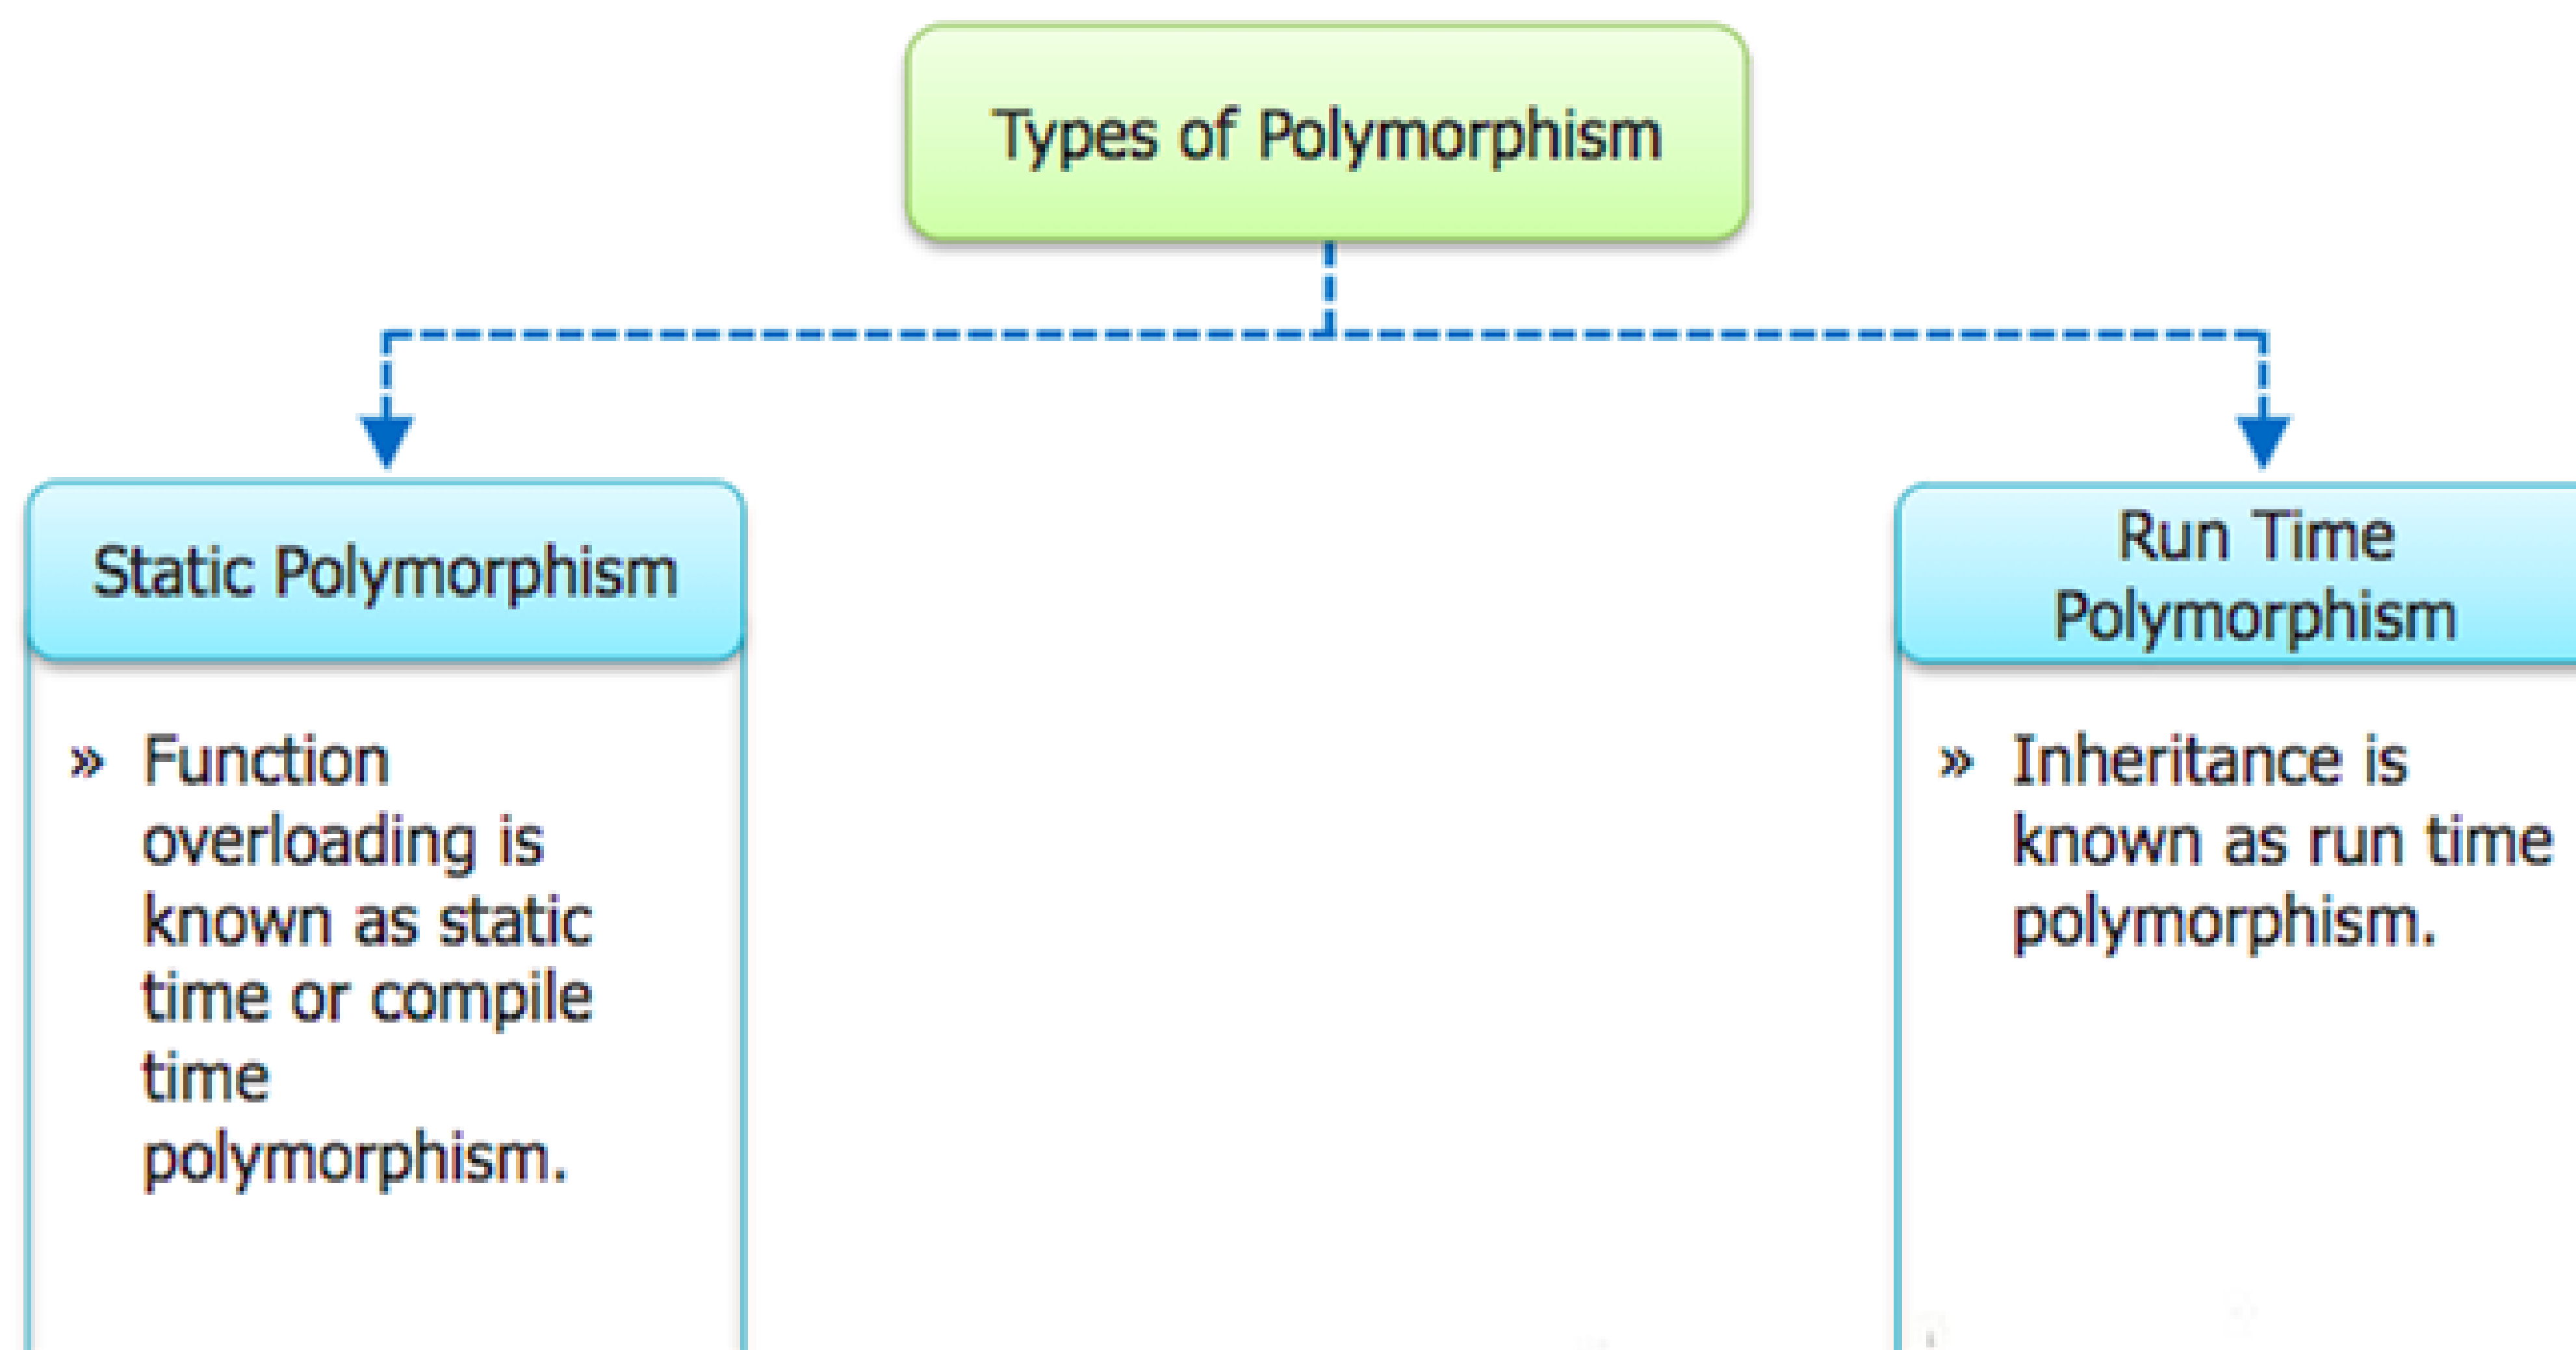 Types of Polymorphism
Static Polymorphism
» Function
overloading is
known as static
time or compile
time
polymorphism.
Run Time
Polymorphism
» Inheritance is
known as run time
polymorphism.